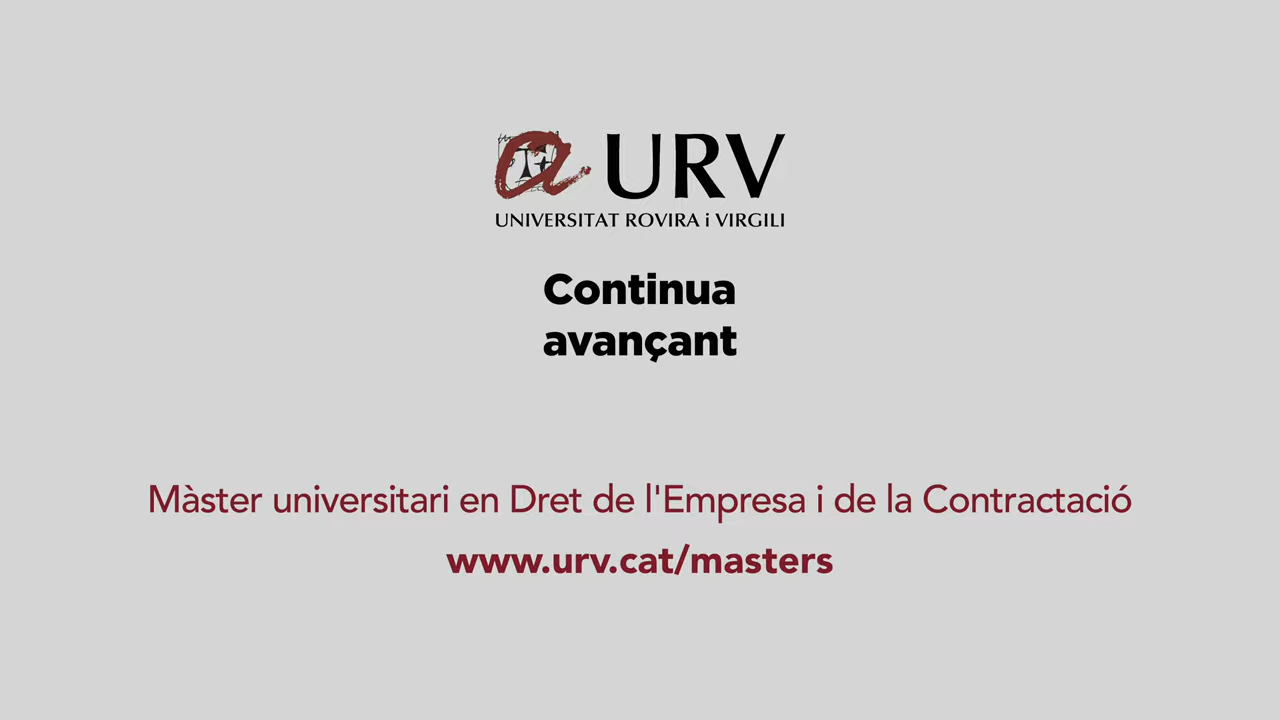 URV
UNIVERSITAT ROVIRA i VIRGILI
Continua
avançant
Màster universitari en Dret de l'Empresa i de la Contractació
www.urv.cat/masters